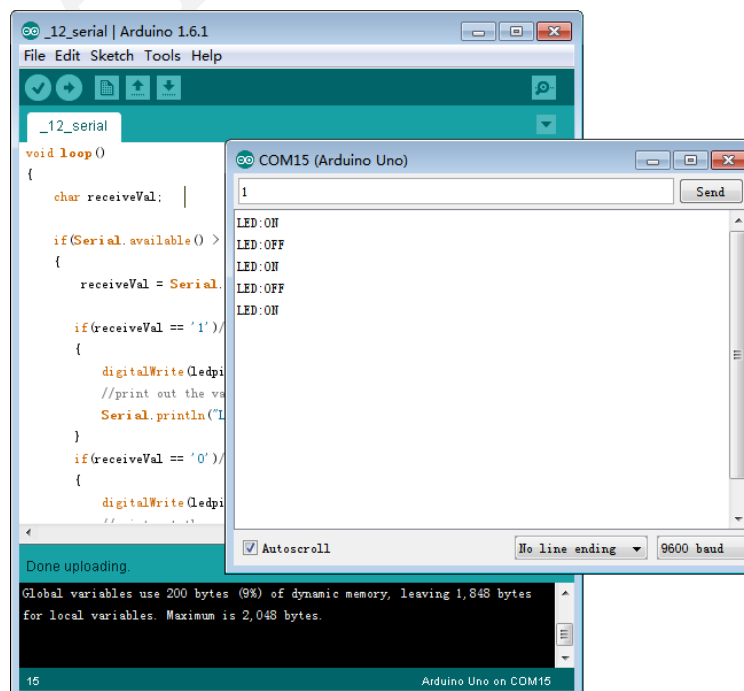 _12_serial | Arduino 1.6.1
File Edit Sketch Tools Help
_12_serial
void loop()
{
char receiveVal;
if(Serial.available() >
{
receiveVal = Serial.
if(receiveVal == '1')/
{
digitalWrite(ledpi
//print out the va
Serial.println("L
}
if(receiveVal == '0')/
{
digitalWrite(ledpi
COM15 (Arduino Uno)
1
Send
LED:ON
LED:OFF
LED:ON
LED:OFF
LED:ON
Autoscroll
No line ending
9600 baud
Done uploading.
Global variables use 200 bytes (9%) of dynamic memory, leaving 1,848 bytes
for local variables. Maximum is 2,048 bytes.
15
Arduino Uno on COM15